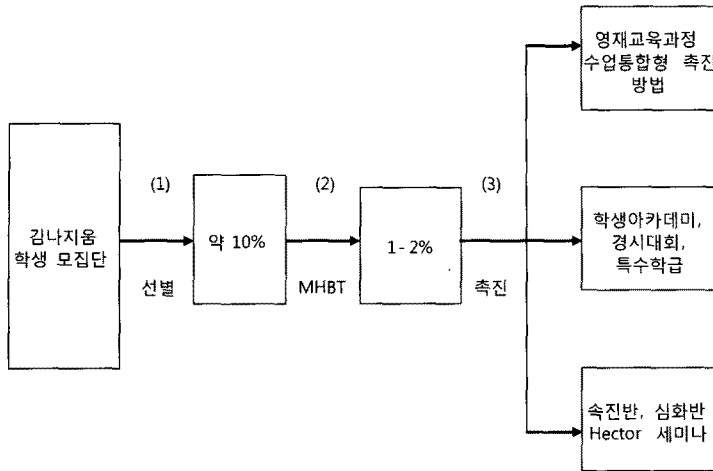 김나지움
학생 모집단
(1)
선별
약 10%
(2)
MHBT
1-2%
(3)
촉진
영재교육과정
수업통합형 촉진
방법
학생아카데미,
경시대회,
특수학급
속진반, 심화반
Hector 세미나